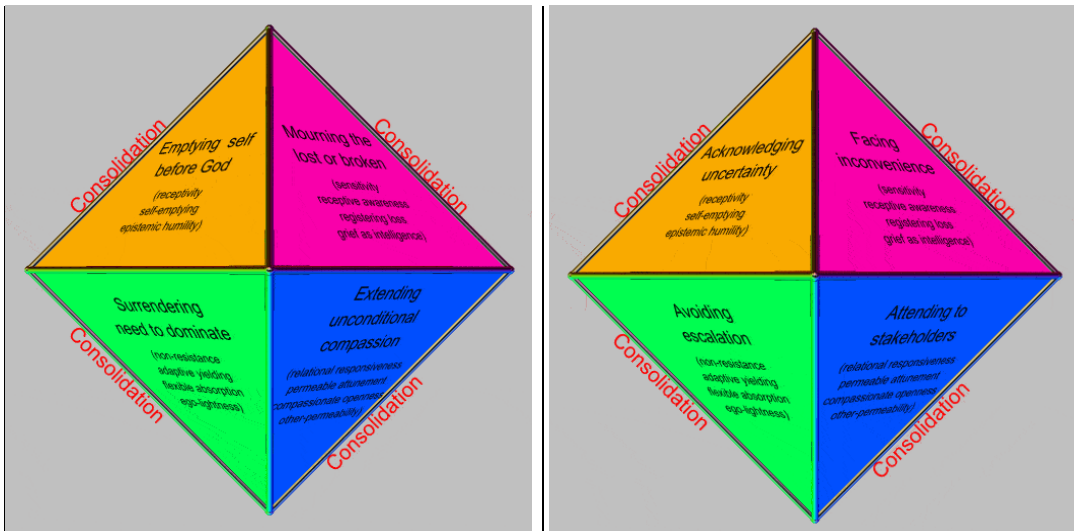 Consolidation
Emptying self
before God
(receptivity
self-emptying
epistemic humility)
Consolidation
Mourning the
lost or broken
(sensitivity
receptive awareness
registering loss
grief as intelligence)
Surrendering
need to dominate
(non-resistance
adaptive yielding
flexible absorption
ego-lightness)
Consolidation
Extending
unconditional
compassion
(relational responsiveness
permeable attunement
compassionate openness
other-permeability)
Consolidation
Consolidation
Acknowledging
uncertainty
(receptivity
self-emptying
epistemic humility)
Consolidation
Facing
inconvenience
(sensitivity
receptive awareness
registering loss
grief as intelligence)
Avoiding
escalation
(non-resistance
adaptive yielding
flexible absorption
ego-lightness)
Consolidation
Attending to
stakeholders
(relational responsiveness
permeable attunement
compassionate openness
other-permeability)
Consolidation